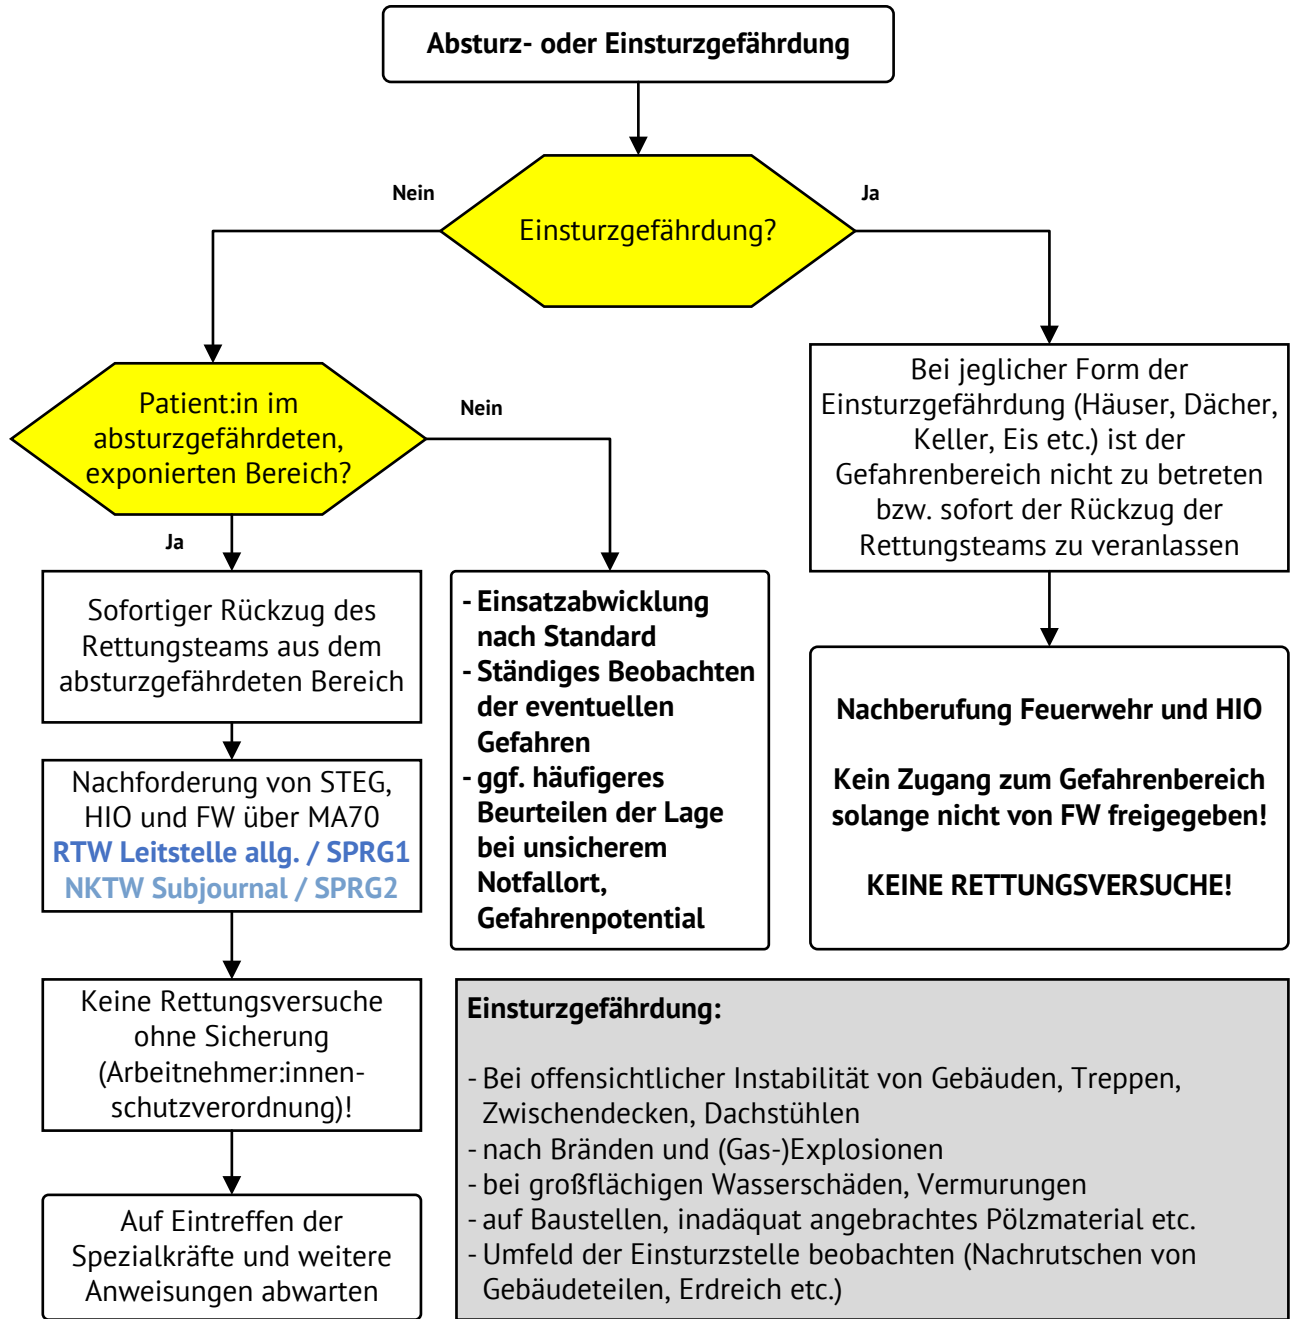 Absturz- oder Einsturzgefährdung
Nein
Ja
Einsturzgefährdung?
Patient:in im
absturzgefährdeten,
exponierten Bereich?
Nein
Ja
Bei jeglicher Form der
Einsturzgefährdung (Häuser, Dächer,
Keller, Eis etc.) ist der
Gefahrenbereich nicht zu betreten
bzw. sofort der Rückzug der
Rettungsteams zu veranlassen
Sofortiger Rückzug des
Rettungsteams aus dem
absturzgefährdeten Bereich
Nachforderung von STEG,
HIO und FW über MA70
RTW Leitstelle allg. / SPRG1
NKTW Subjournal / SPRG2
Keine Rettungsversuche
ohne Sicherung
(Arbeitnehmer:innen-
schutzverordnung)!
Auf Eintreffen der
Spezialkräfte und weitere
Anweisungen abwarten
- Einsatzabwicklung
nach Standard
- Ständiges Beobachten
der eventuellen
Gefahren
- ggf. häufigeres
Beurteilen der Lage
bei unsicherem
Notfallort,
Gefahrenpotential
Nachberufung Feuerwehr und HIO
Kein Zugang zum Gefahrenbereich
solange nicht von FW freigegeben!
KEINE RETTUNGSVERSUCHE!
Einsturzgefährdung:
- Bei offensichtlicher Instabilität von Gebäuden, Treppen,
Zwischendecken, Dachstühlen
- nach Bränden und (Gas-)Explosionen
- bei großflächigen Wasserschäden, Vermurungen
- auf Baustellen, inadäquat angebrachtes Pölzmaterial etc.
- Umfeld der Einsturzstelle beobachten (Nachrutschen von
Gebäudeteilen, Erdreich etc.)